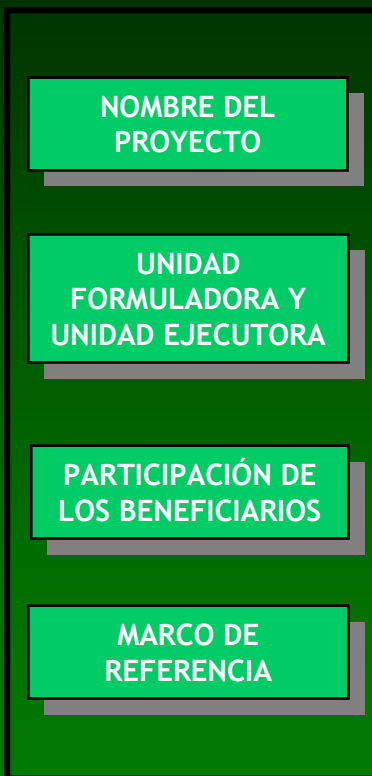 NOMBRE DEL
PROYECTO
UNIDAD
FORMULADORA Y
UNIDAD EJECUTORA
PARTICIPACIÓN DE
LOS BENEFICIARIOS
MARCO DE
REFERENCIA